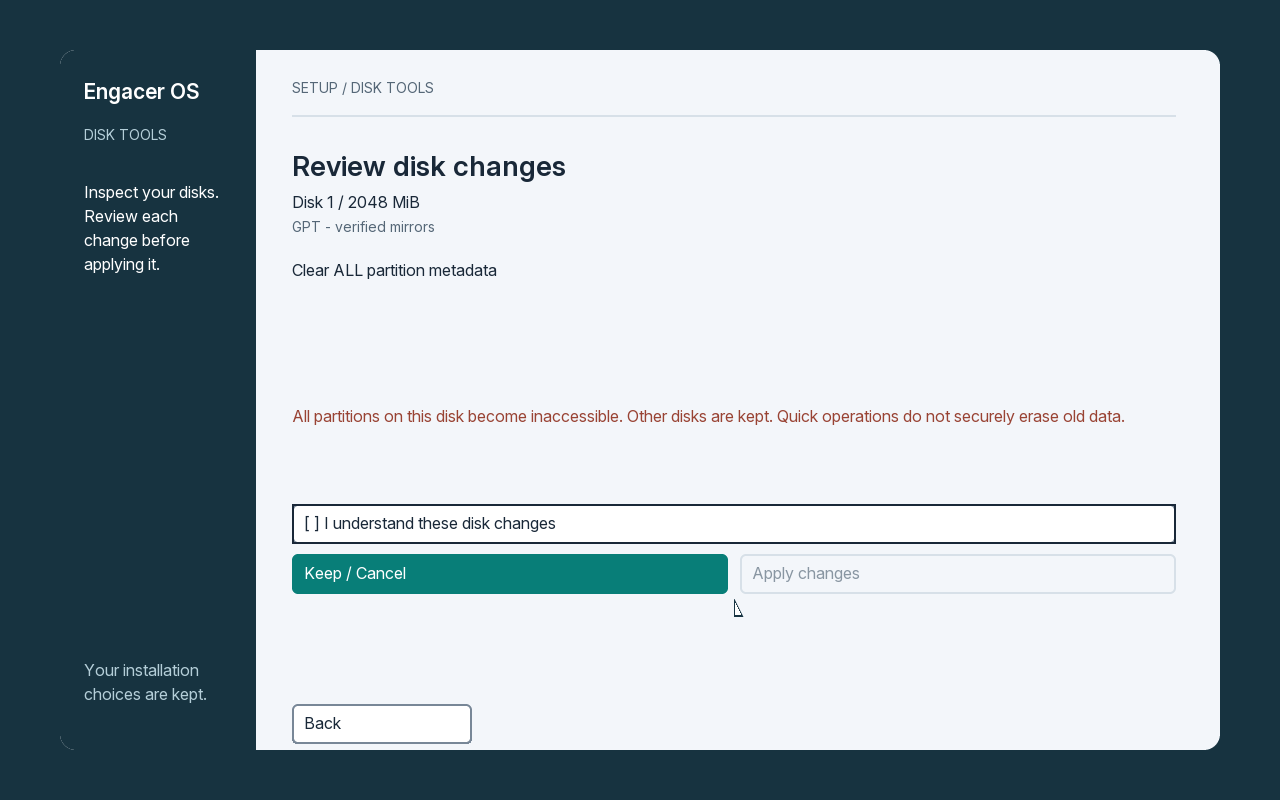 Engacer OS
DISK TOOLS
Inspect your disks.
Review each
change before
applying it.
Your installation
choices are kept.
SETUP / DISK TOOLS
Review disk changes
Disk 1 / 2048 MiB
GPT - verified mirrors
Clear ALL partition metadata
All partitions on this disk become inaccessible. Other disks are kept. Quick operations do not securely erase old data.
[ ] I understand these disk changes
Keep / Cancel
Apply changes
Back